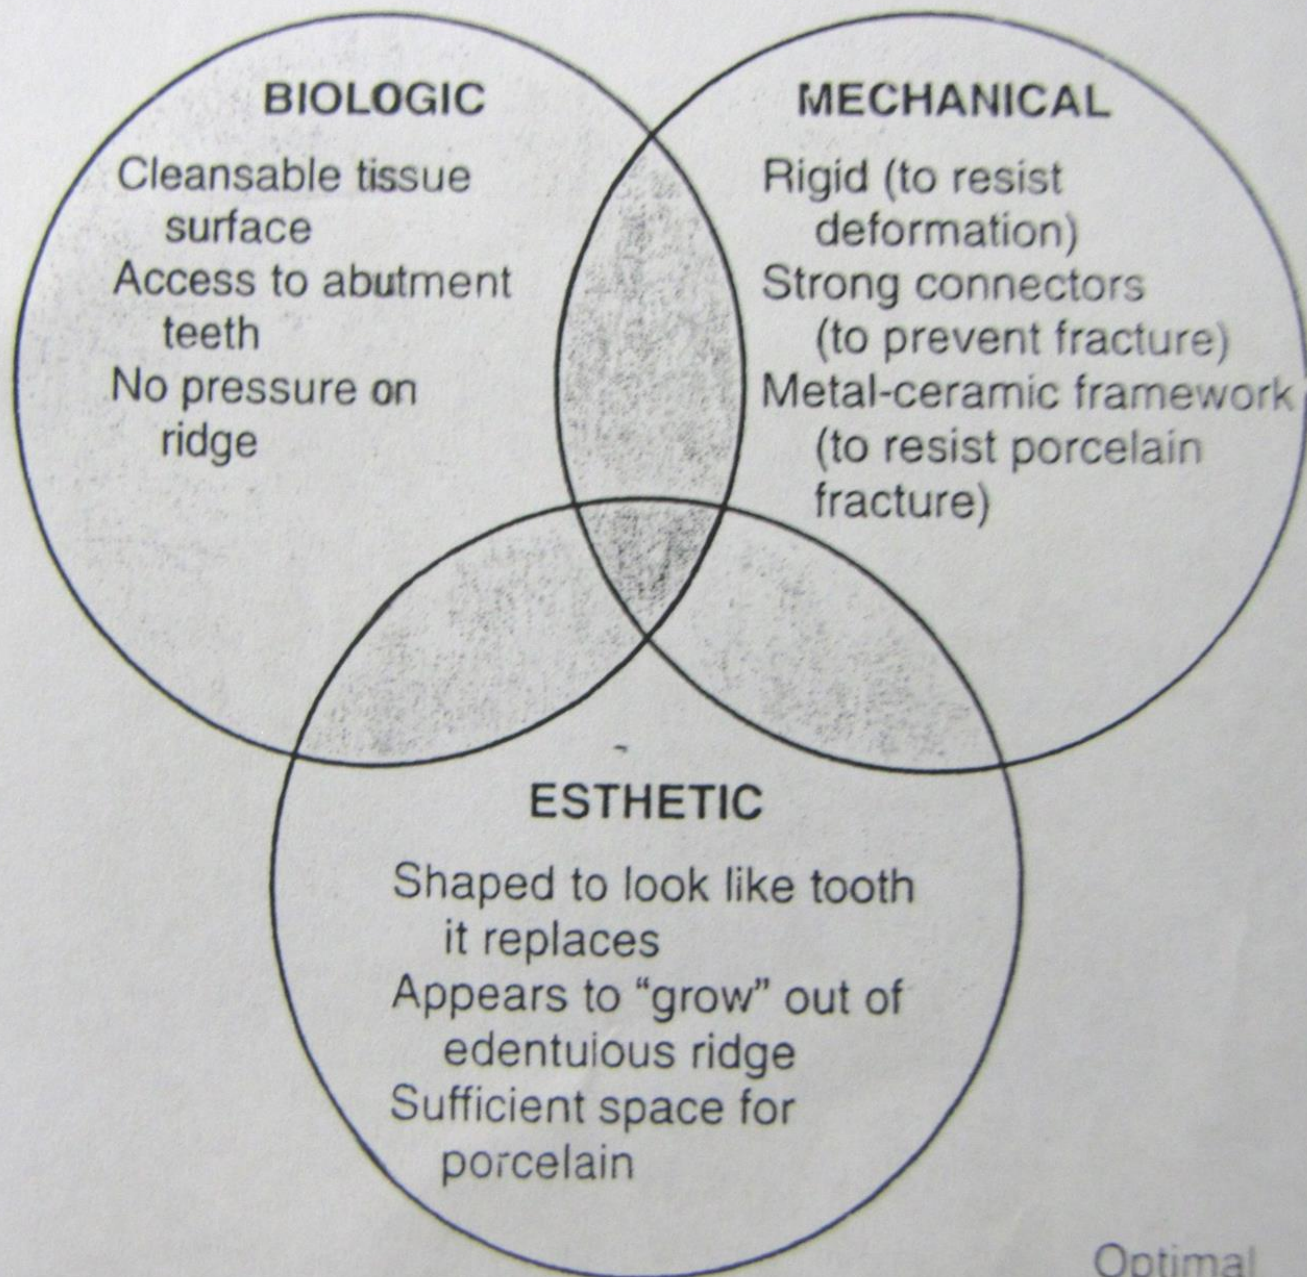 BIOLOGIC
Cleansable tissue
surface
Access to abutment
teeth
No pressure on
ridge
MECHANICAL
Rigid (to resist
deformation)
Strong connectors
(to prevent fracture)
Metal-ceramic framework
(to resist porcelain
fracture)
ESTHETIC
Shaped to look like tooth
it replaces
Appears to “grow” out of
edentulous ridge
Sufficient space for
porcelain
Optimal